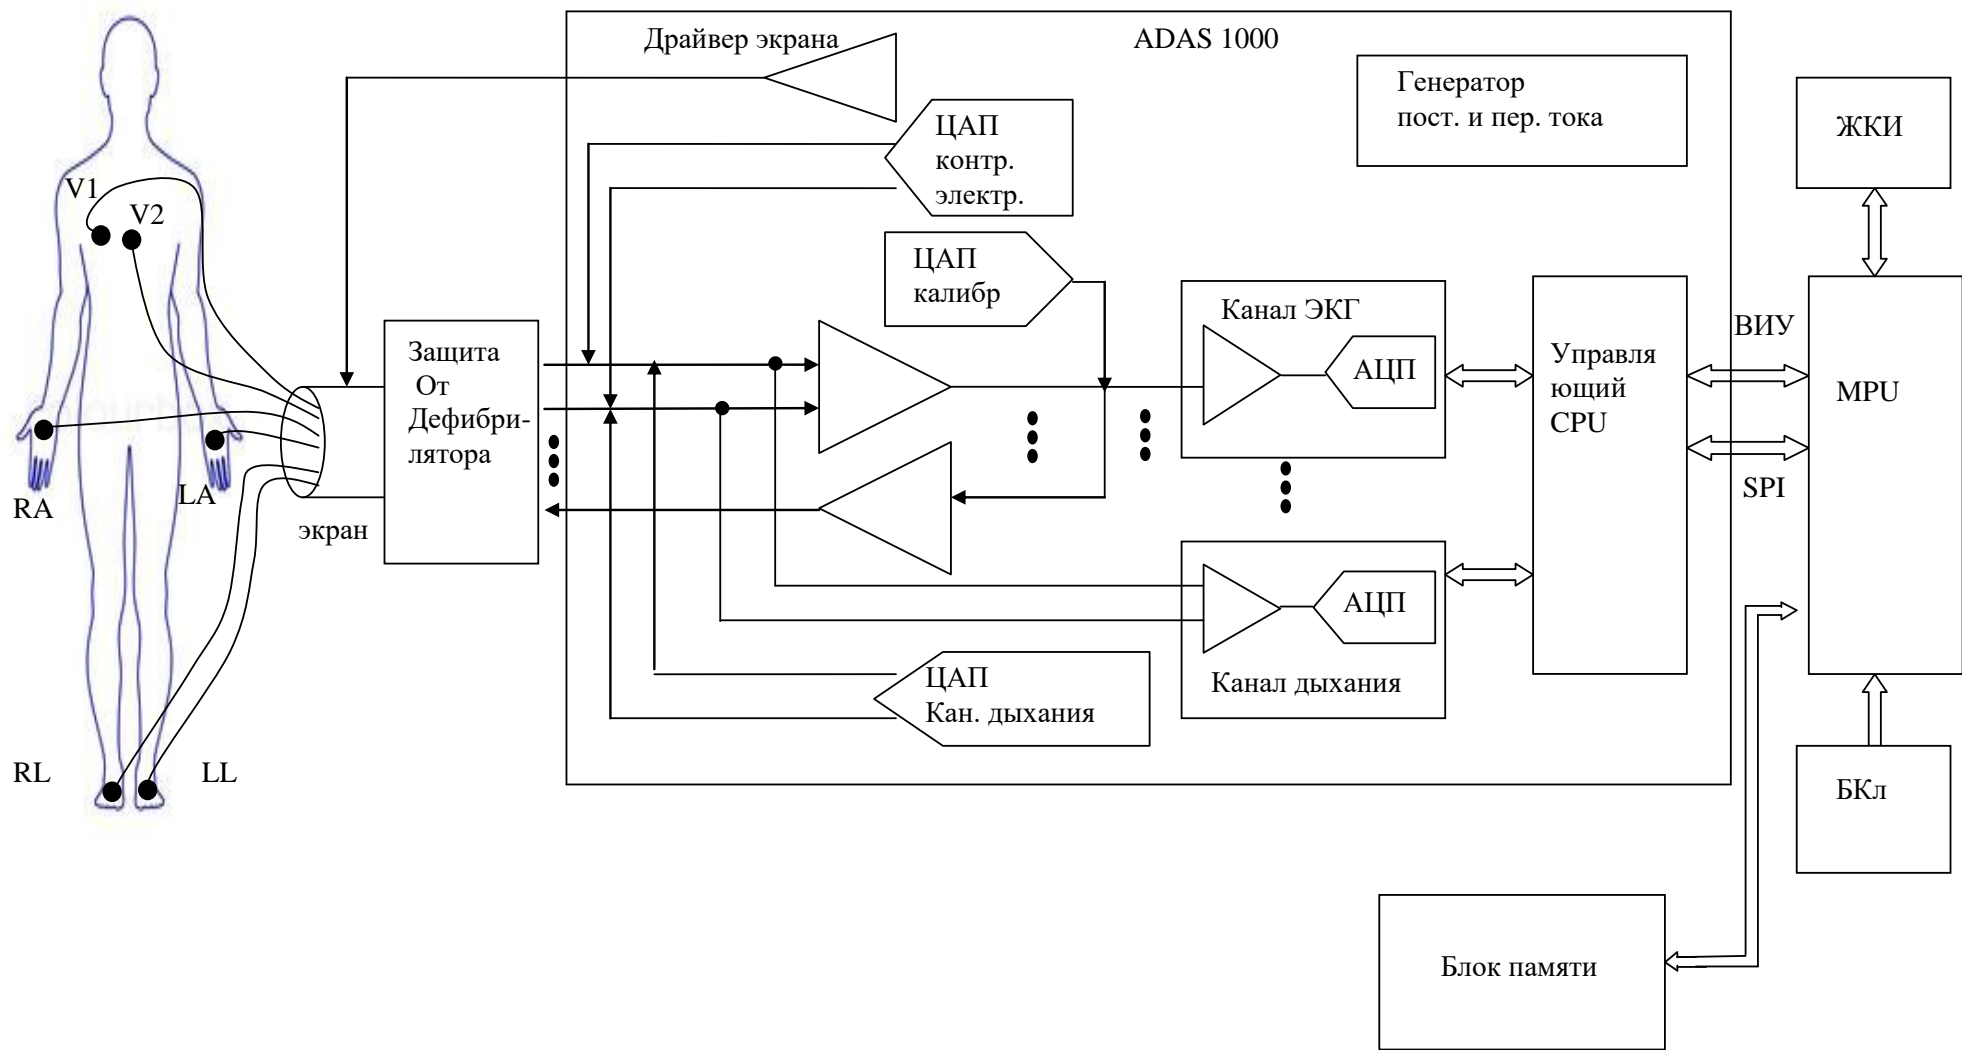 Драйвер экрана
ADAS 1000
Генератор
пост. и пер. тока
ЖКИ
ЦАП
контр.
электр.
V1
V2
ЦАП
калибр
Канал ЭКГ
АЦП
Защита
От
Дефибри-
лятора
Управля
ющий
CPU
ВИУ
MPU
SPI
RA
LA
экран
АЦП
Канал дыхания
ЦАП
Кан. дыхания
RL
LL
БКл
Блок памяти